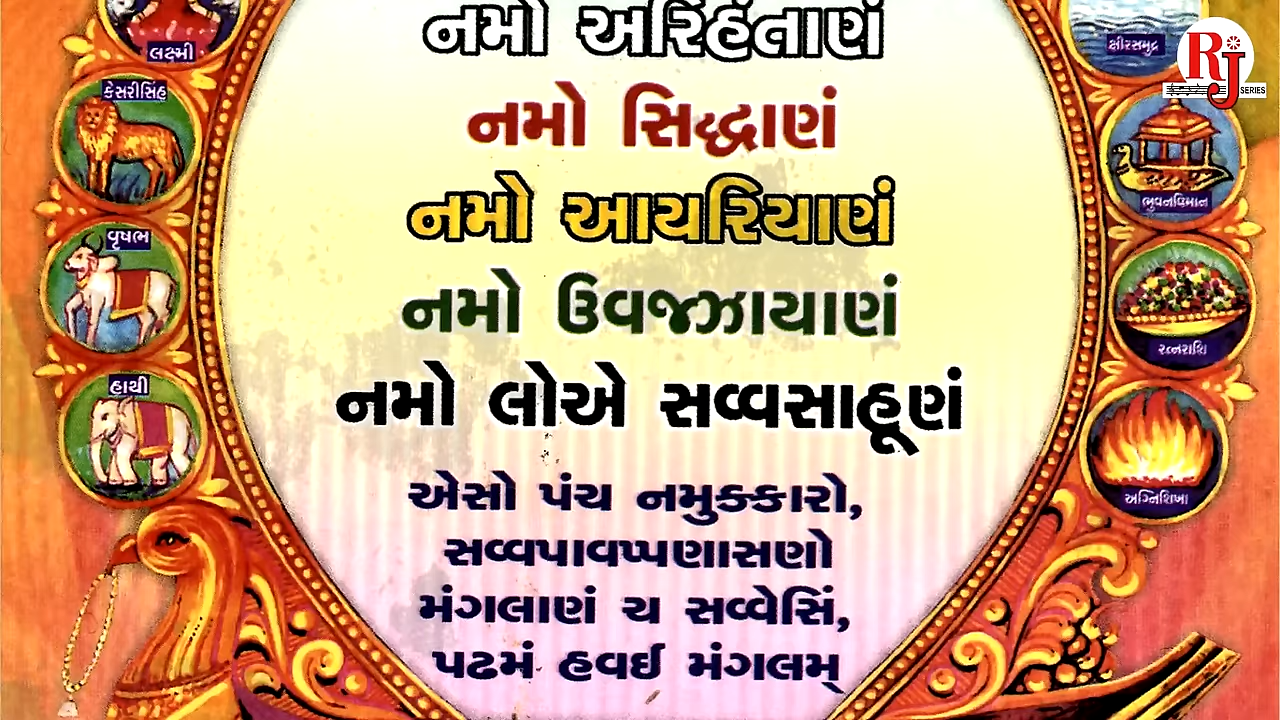 નમો અરિહંતાણં
નમો સિદ્ધાણં
નમો આયરિયાણં
નમો ઉવજઝાયાણં
નમો લોએ સવ્વસાહૂણં
એસો પંચ નમુક્કારો,
સવ્વપાવપ્પણાસણો
મંગલાણં ચ સવ્વેસિં,
પઢમં હવઈ મંગલમ્
લક્ષ્મી
કેસરીસિંહ
વૃષભ
હાથી
ક્ષીરસમુદ્ર
ભુવનવિમાન
રત્નરાશિ
અગ્નિશિખા
RJ
SERIES